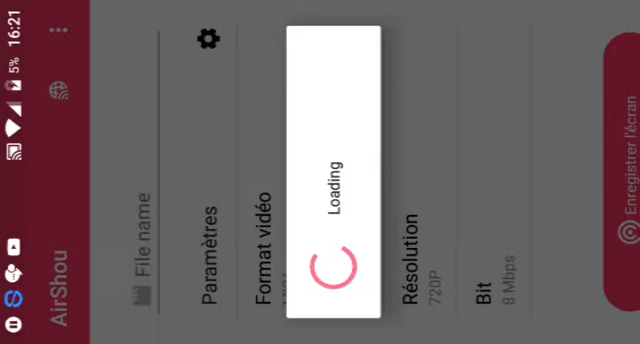 5% 16:21
AirShou
File name
Paramètres
Format vidéo
Loading
Résolution
720P
Bit
8 Mbps
Enregistrer l'écran